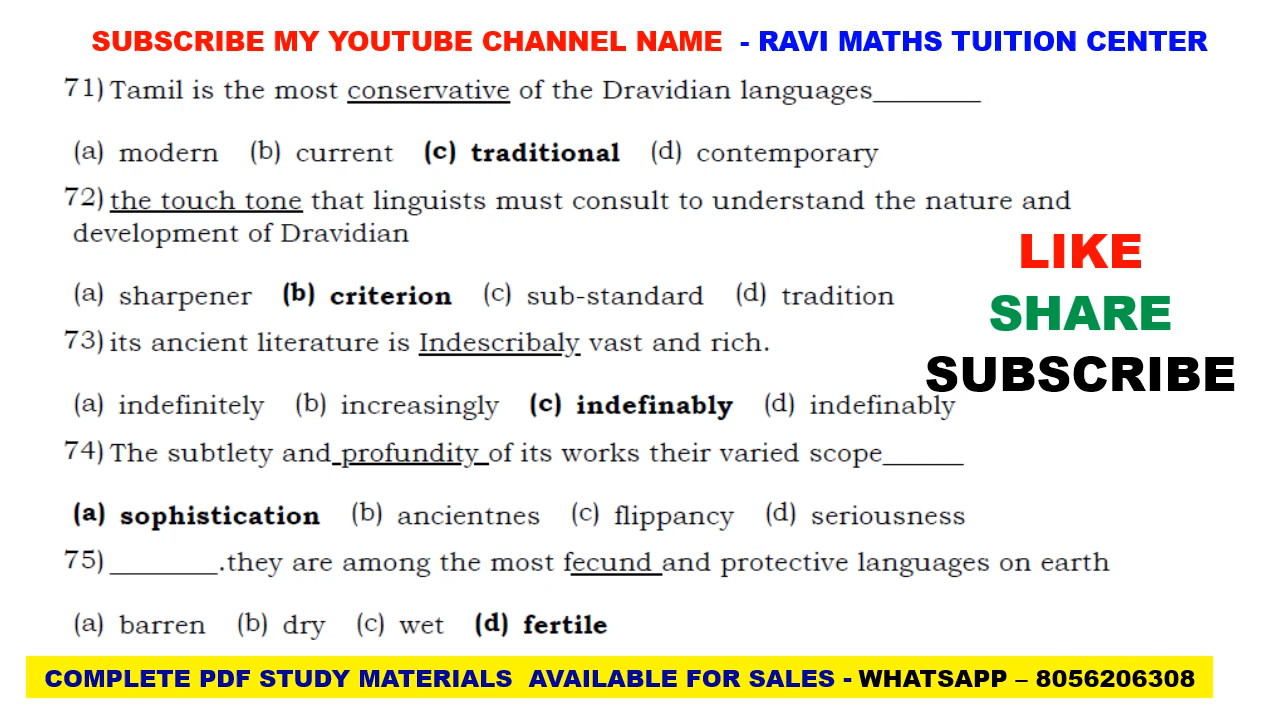 SUBSCRIBE MY YOUTUBE CHANNEL NAME - RAVI MATHS TUITION CENTER
71) Tamil is the most conservative of the Dravidian languages________
(a) modern (b) current (c) traditional (d) contemporary
72) the touch tone that linguists must consult to understand the nature and
development of Dravidian
LIKE
(a) sharpener (b) criterion (c) sub-standard (d) tradition
SHARE
73) its ancient literature is Indescribaly vast and rich.
SUBSCRIBE
(a) indefinitely (b) increasingly (c) indefinably (d) indefinably
74) The subtlety and profundity of its works their varied scope______
(a) sophistication (b) ancientnes (c) flippancy (d) seriousness
75) ________.they are among the most fecund and protective languages on earth
(a) barren (b) dry (c) wet (d) fertile
COMPLETE PDF STUDY MATERIALS AVAILABLE FOR SALES - WHATSAPP – 8056206308